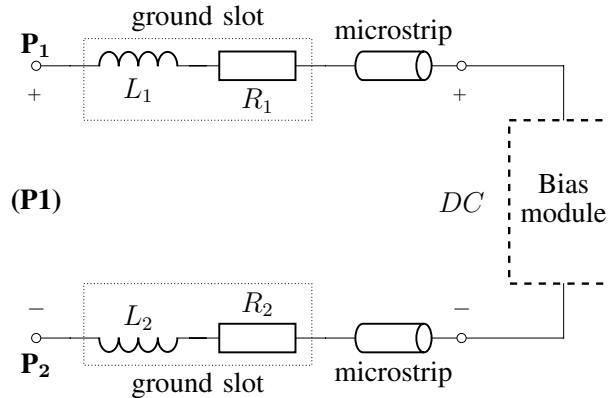 ground slot
P₁
microstrip
L₁
R₁
+
+
(P1)
DC
Bias
module
−
L₂
R₂
−
P₂
ground slot
microstrip